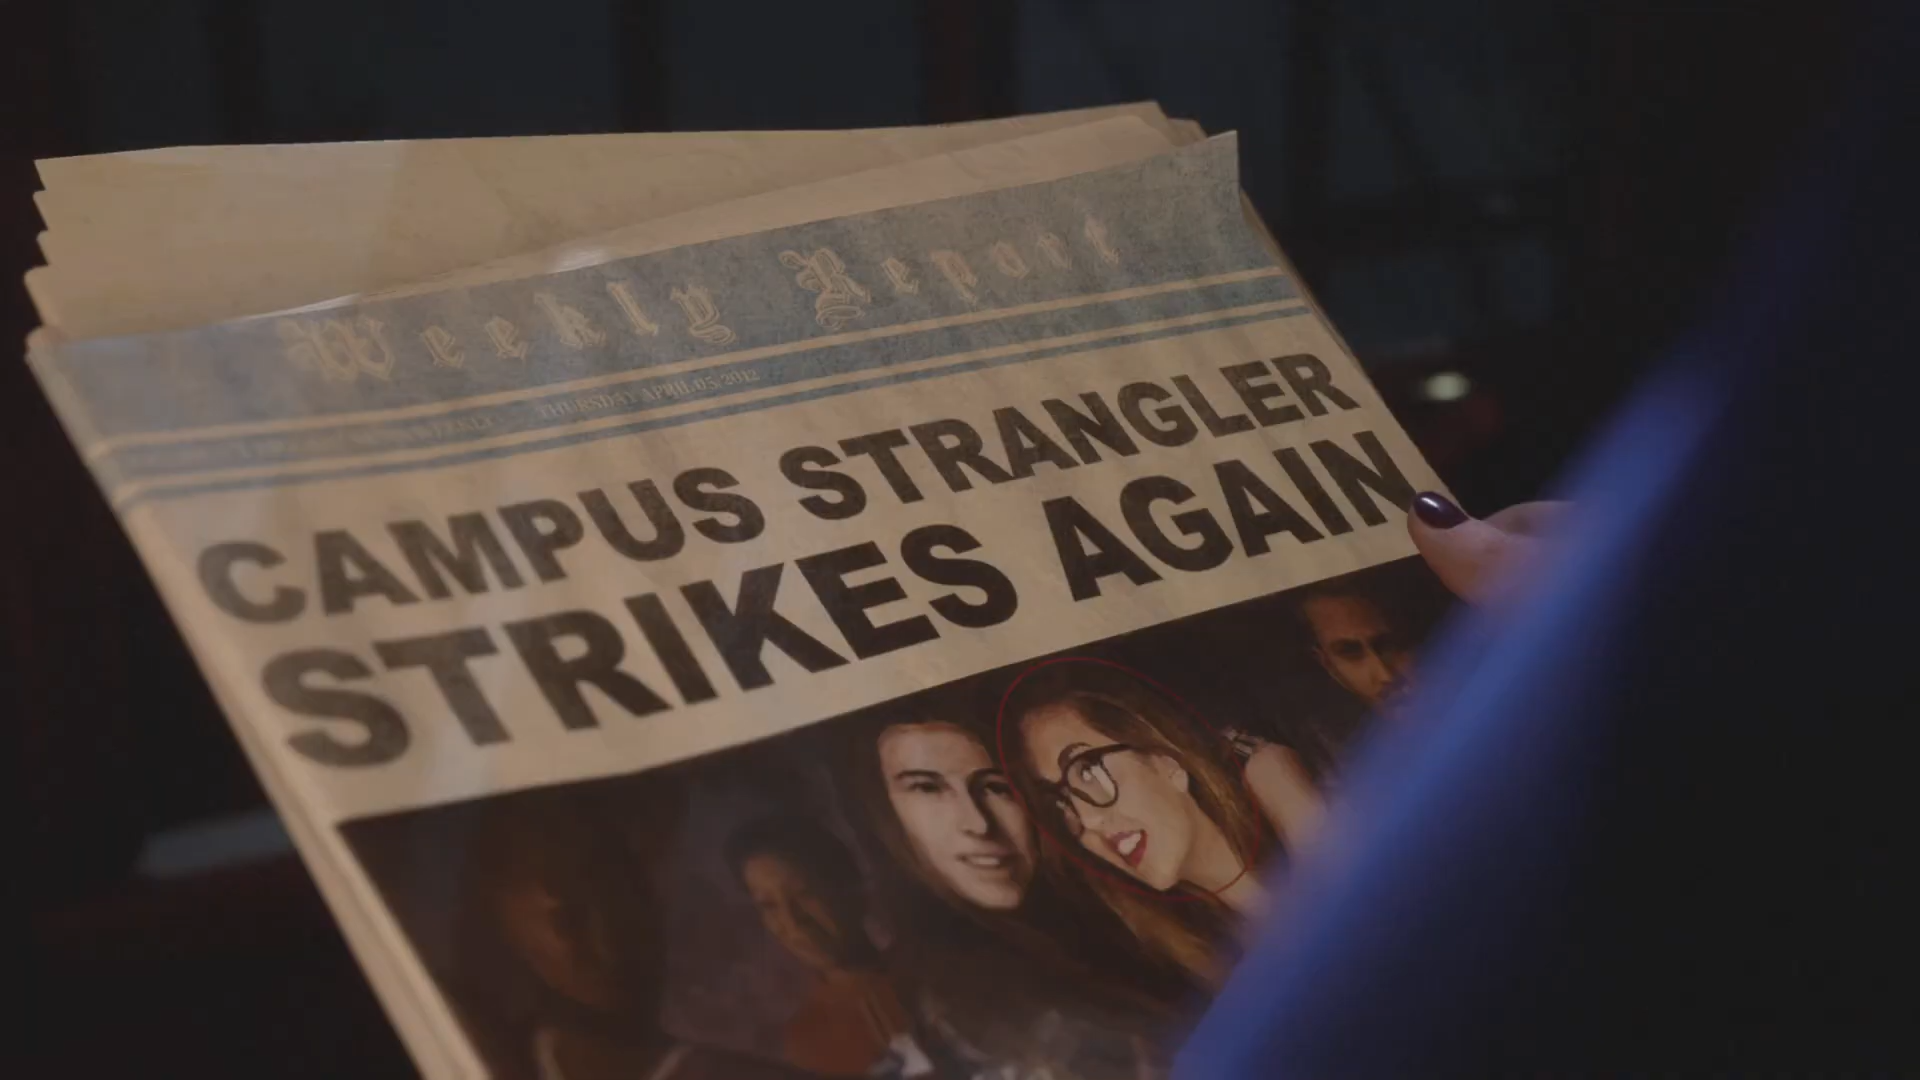 Weekly Report
THURSDAY APRIL 05, 2012
CAMPUS STRANGLER
STRIKES AGAIN